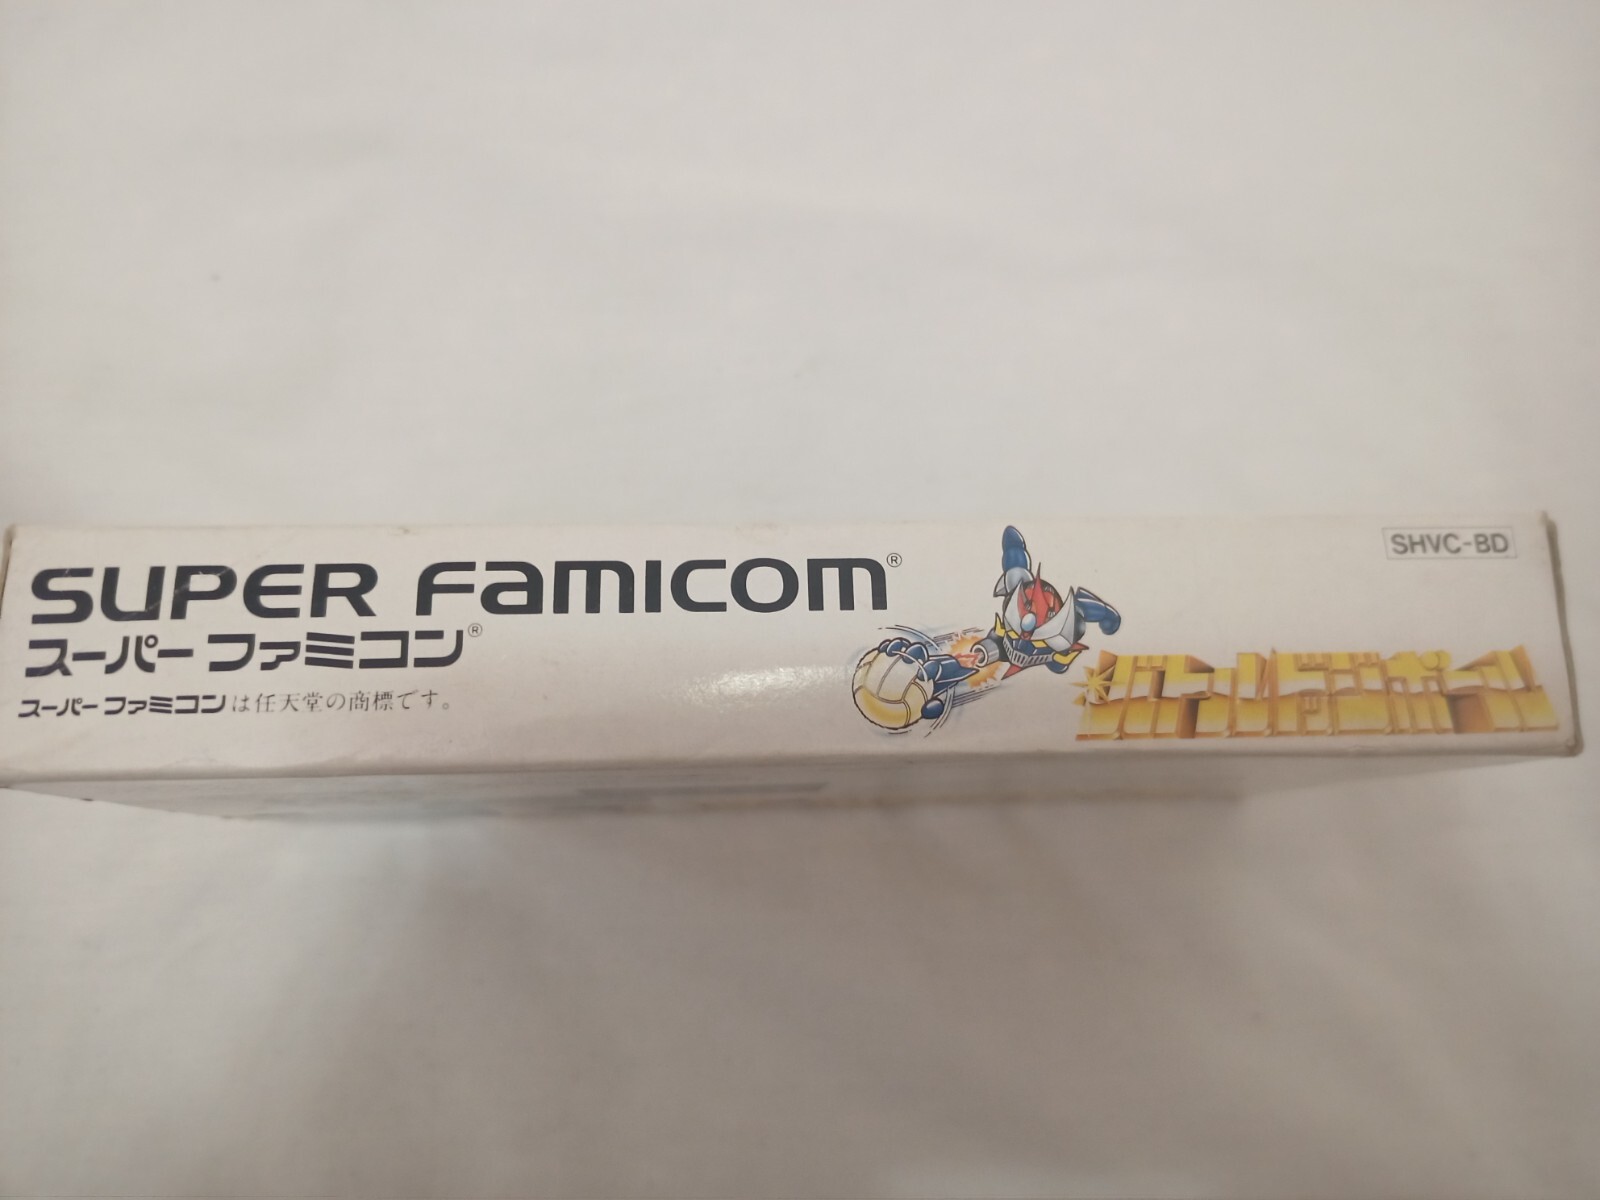 SUPER FAMICOM®
スーパーファミコン®
スーパーファミコンは任天堂の商標です。
バトルドッジボール
SHVC-BD